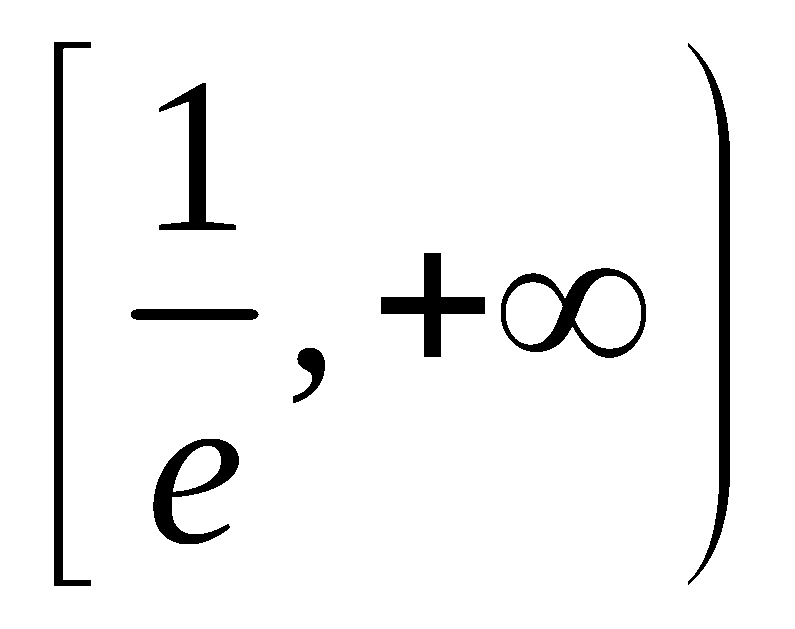 [1/e, +∞)